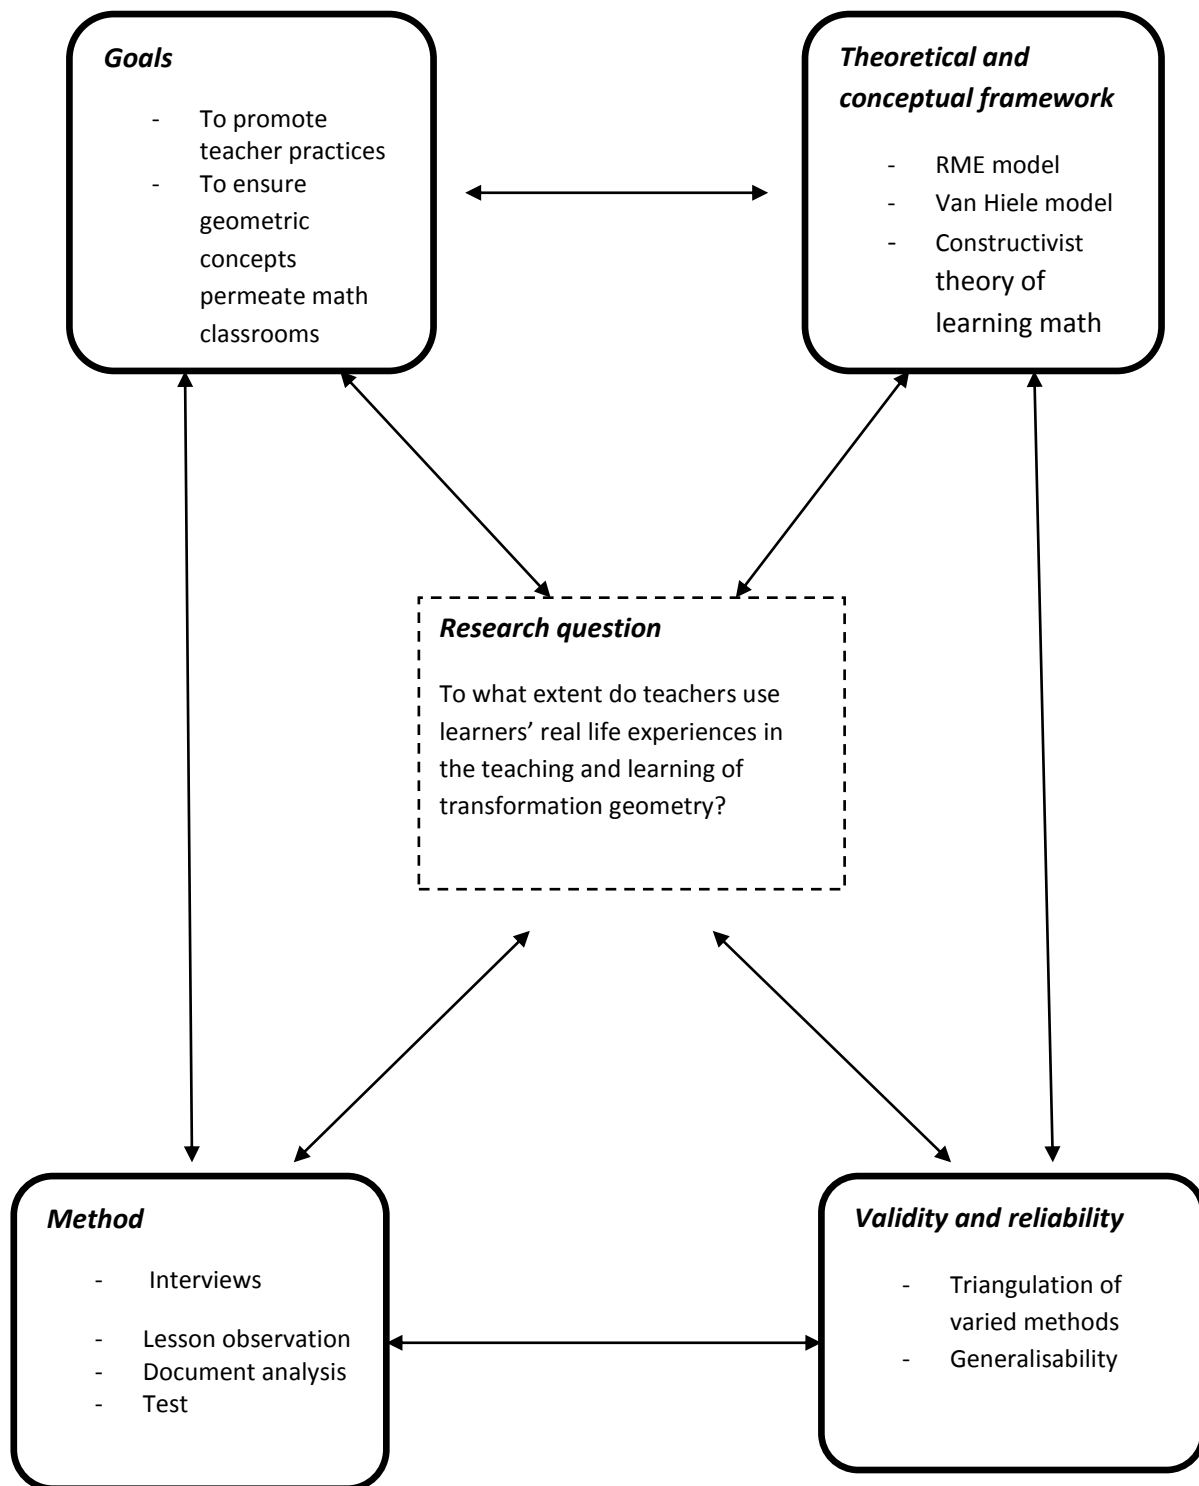 Goals
- To promote
teacher practices
- To ensure
geometric
concepts
permeate math
classrooms
Theoretical and
conceptual framework
- RME model
- Van Hiele model
- Constructivist
theory of
learning math
Research question
To what extent do teachers use
learners’ real life experiences in
the teaching and learning of
transformation geometry?
Method
- Interviews
- Lesson observation
- Document analysis
- Test
Validity and reliability
- Triangulation of
varied methods
- Generalisability